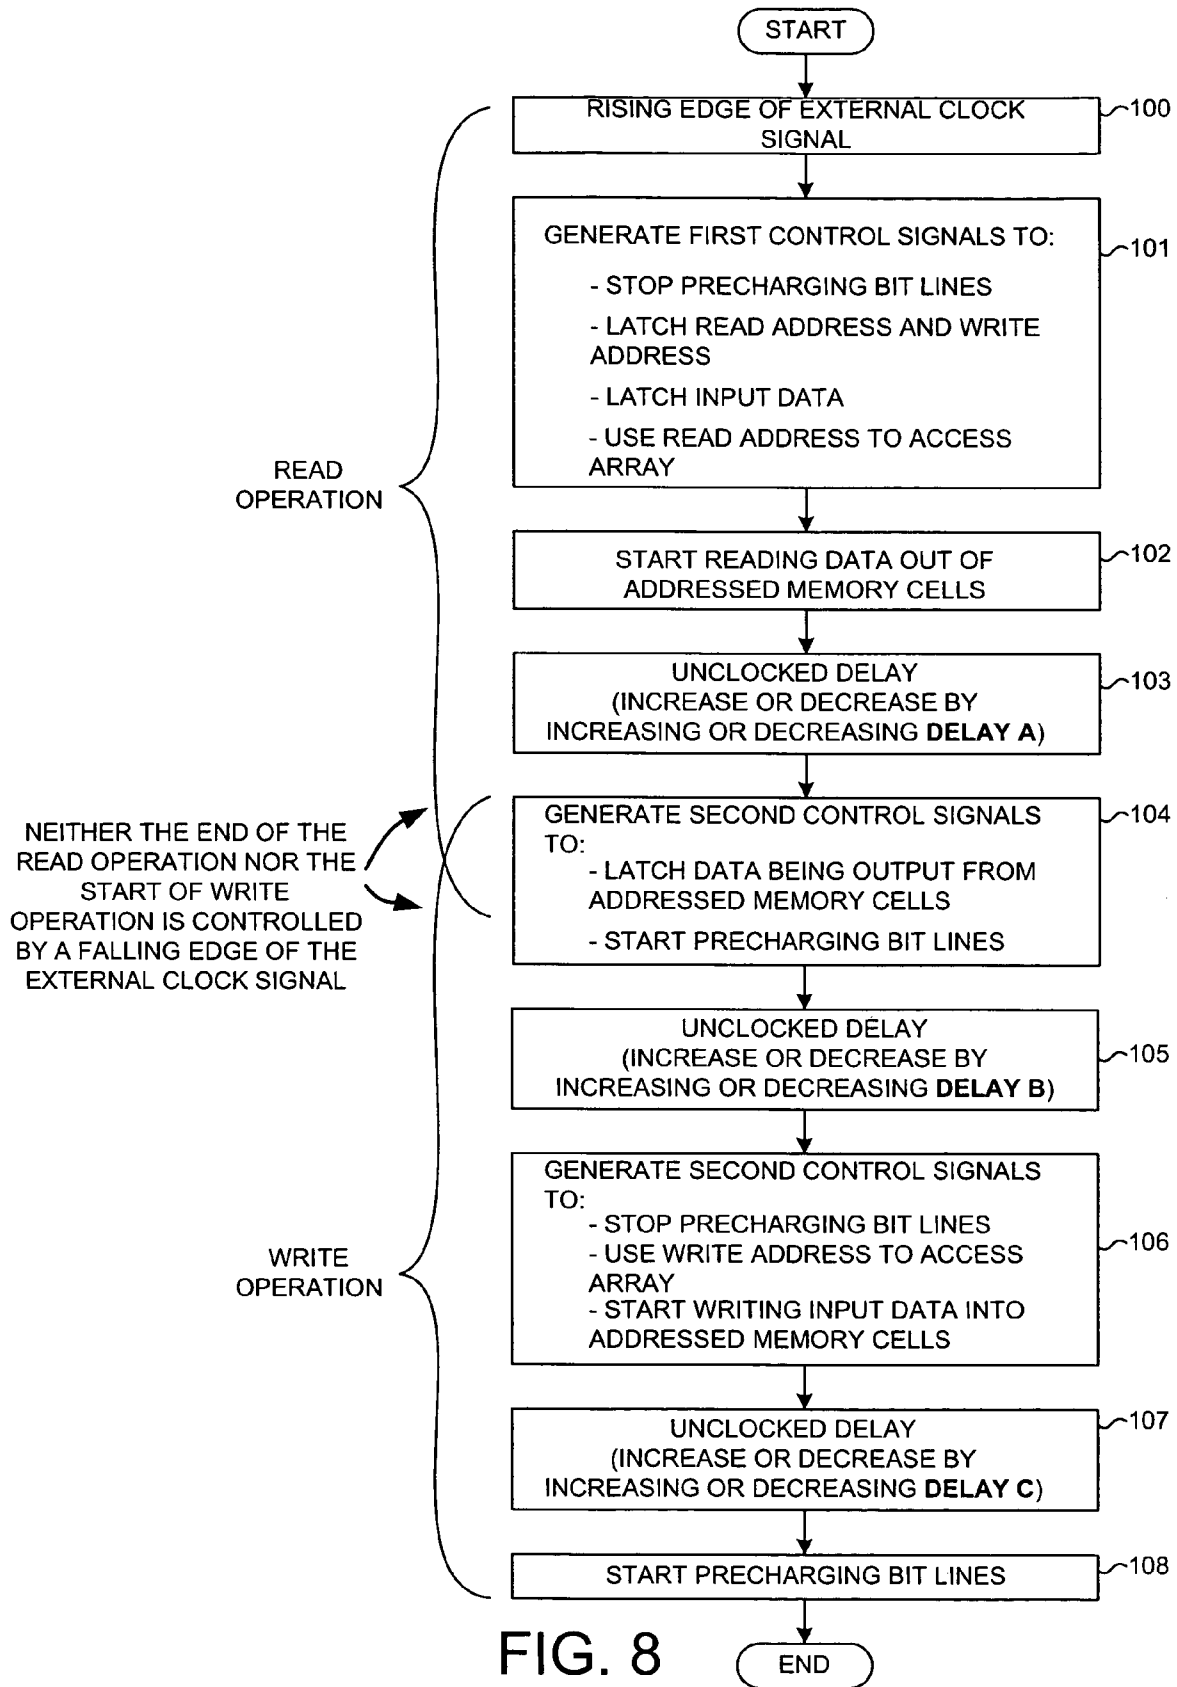 START
RISING EDGE OF EXTERNAL CLOCK
SIGNAL
100
GENERATE FIRST CONTROL SIGNALS TO:
- STOP PRECHARGING BIT LINES
- LATCH READ ADDRESS AND WRITE
ADDRESS
- LATCH INPUT DATA
- USE READ ADDRESS TO ACCESS
ARRAY
101
READ
OPERATION
START READING DATA OUT OF
ADDRESSED MEMORY CELLS
102
UNCLOCKED DELAY
(INCREASE OR DECREASE BY
INCREASING OR DECREASING DELAY A)
103
NEITHER THE END OF THE
READ OPERATION NOR THE
START OF WRITE
OPERATION IS CONTROLLED
BY A FALLING EDGE OF THE
EXTERNAL CLOCK SIGNAL
GENERATE SECOND CONTROL SIGNALS
TO:
- LATCH DATA BEING OUTPUT FROM
ADDRESSED MEMORY CELLS
- START PRECHARGING BIT LINES
104
UNCLOCKED DELAY
(INCREASE OR DECREASE BY
INCREASING OR DECREASING DELAY B)
105
GENERATE SECOND CONTROL SIGNALS
TO:
- STOP PRECHARGING BIT LINES
- USE WRITE ADDRESS TO ACCESS
ARRAY
- START WRITING INPUT DATA INTO
ADDRESSED MEMORY CELLS
106
WRITE
OPERATION
UNCLOCKED DELAY
(INCREASE OR DECREASE BY
INCREASING OR DECREASING DELAY C)
107
START PRECHARGING BIT LINES
108
FIG. 8
END